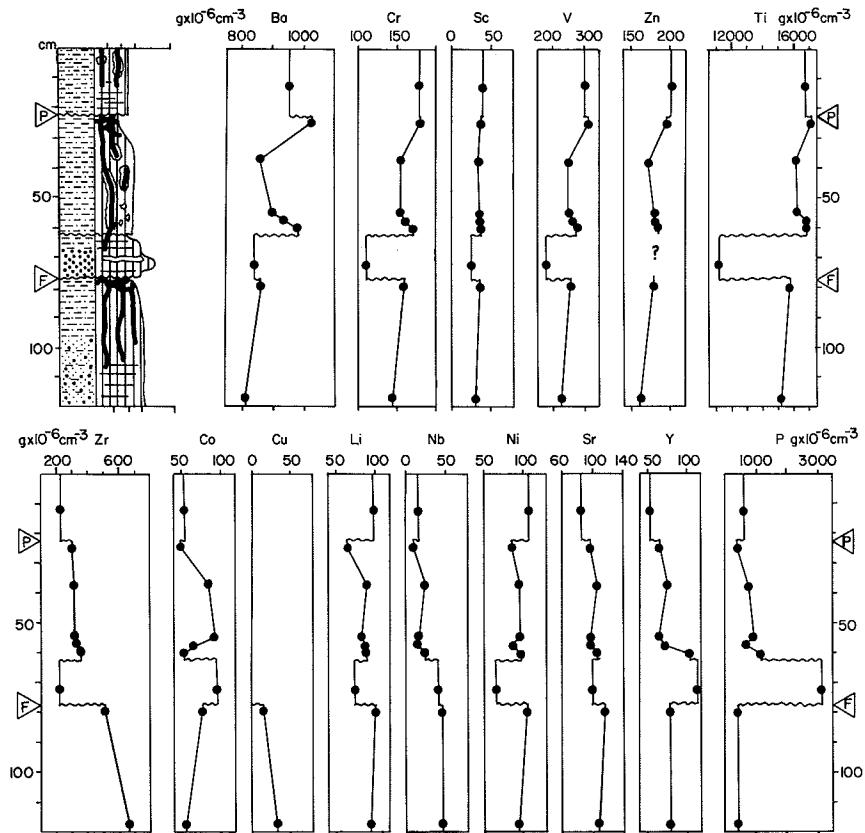 gx10⁻⁶cm⁻³ Ba Cr Sc V Zn Ti gx10⁻⁶cm⁻³
cm 800 1000 100 150 0 50 200 300 150 200 12000 16000
P P
50 50
?
F F
100 100
gx10⁻⁶cm⁻³ Zr Co Cu Li Nb Ni Sr Y P gx10⁻⁶cm⁻³
200 600 50 100 0 50 50 100 0 50 50 100 60 100 140 50 100 1000 3000
P P
50 50
F F
100 100